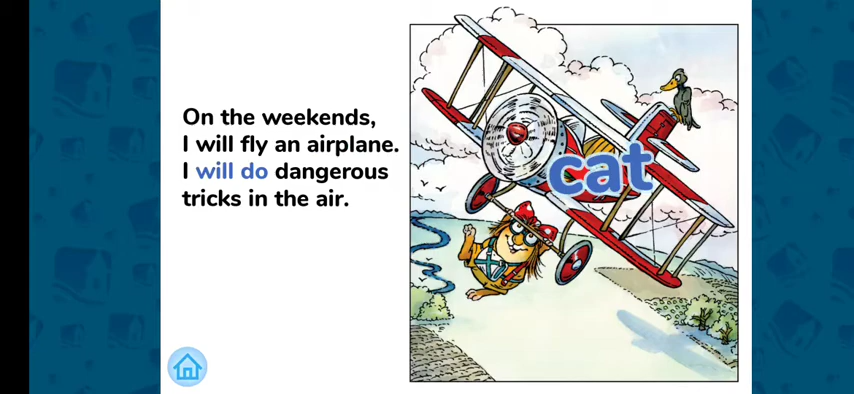 On the weekends,
I will fly an airplane.
I will do dangerous
tricks in the air.
cat